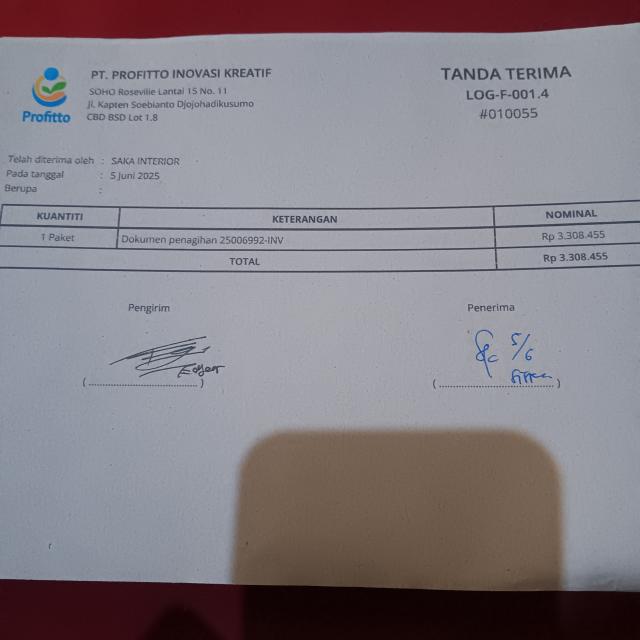 Profitto
PT. PROFITTO INOVASI KREATIF
SOHO Roseville Lantai 15 No. 11
Jl. Kapten Soebianto Djojohadikusumo
CBD BSD Lot 1.8
TANDA TERIMA
LOG-F-001.4
#010055
Telah diterima oleh : SAKA INTERIOR
Pada tanggal : 5 Juni 2025
Berupa :
KUANTITI KETERANGAN NOMINAL
1 Paket Dokumen penagihan 25006992-INV Rp 3.308.455
TOTAL Rp 3.308.455
Pengirim Penerima
5/6
(........................) (........................)